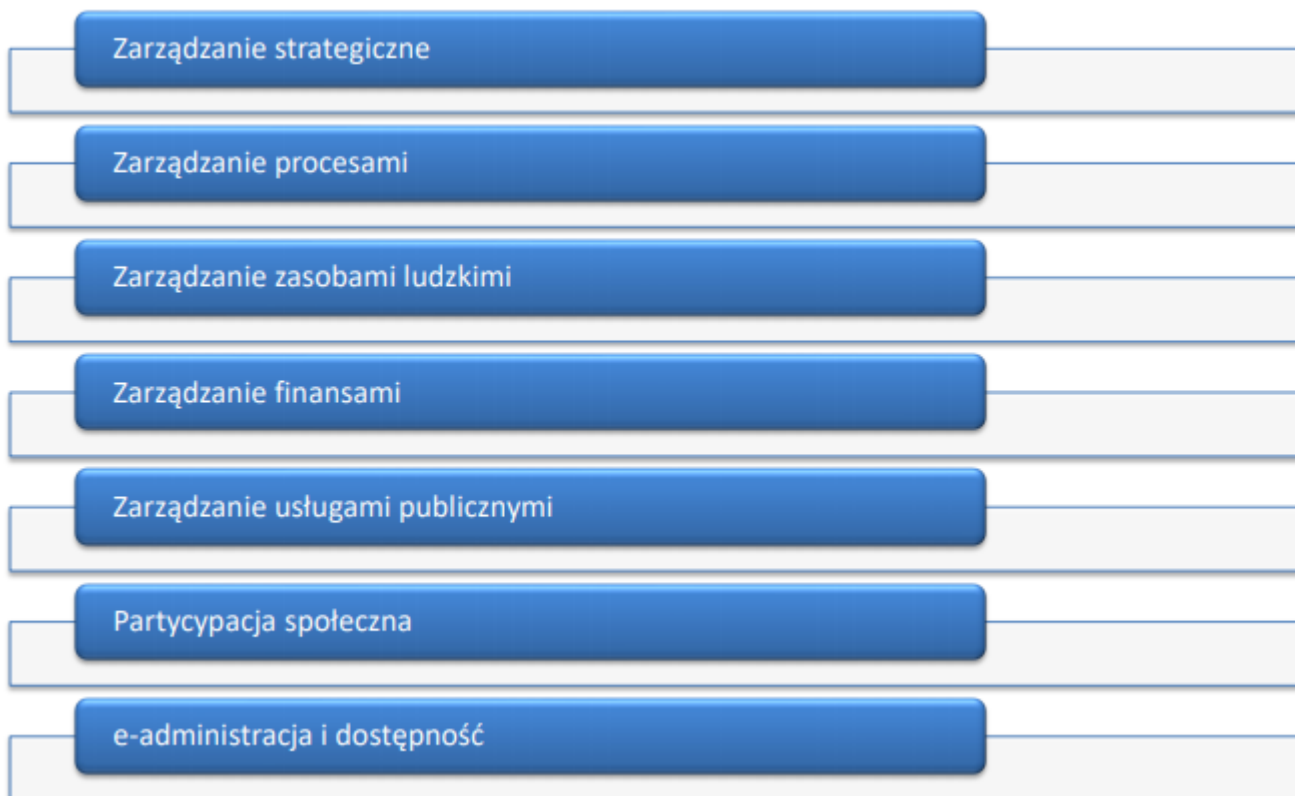 Zarządzanie strategiczne
Zarządzanie procesami
Zarządzanie zasobami ludzkimi
Zarządzanie finansami
Zarządzanie usługami publicznymi
Partycypacja społeczna
e-administracja i dostępność